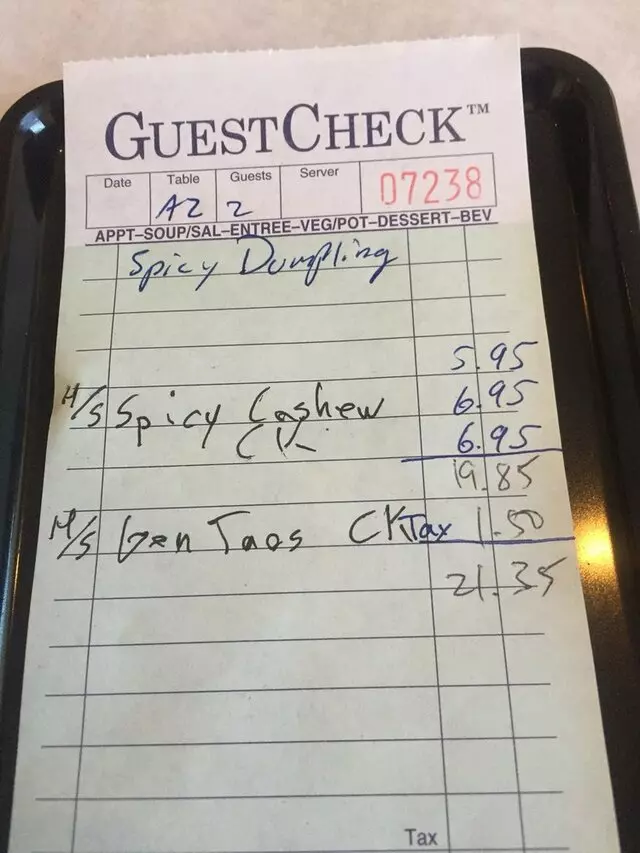 GUESTCHECK™
Date Table Guests Server
A2 2 07238
APPT–SOUP/SAL–ENTREE–VEG/POT–DESSERT–BEV
Spicy Dumpling
5.95
H/S Spicy Cashew 6.95
CK 6.95
19.85
H/S Gen Taos CK Tax 1.50
21.35
Tax